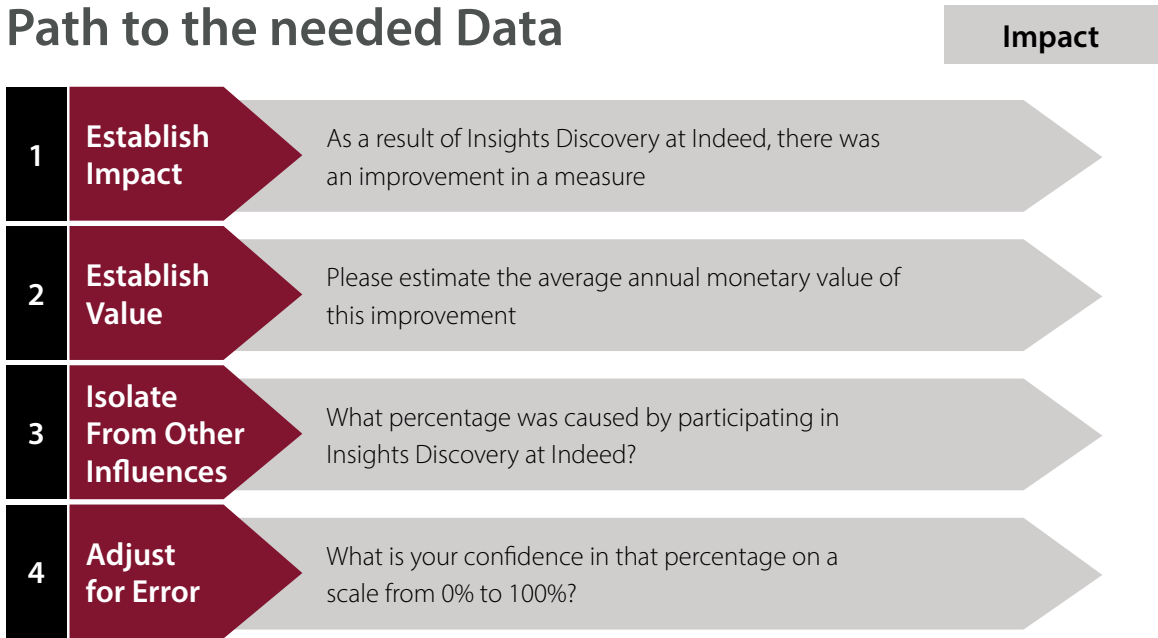 Path to the needed Data
Impact
1
Establish
Impact
As a result of Insights Discovery at Indeed, there was
an improvement in a measure
2
Establish
Value
Please estimate the average annual monetary value of
this improvement
3
Isolate
From Other
Influences
What percentage was caused by participating in
Insights Discovery at Indeed?
4
Adjust
for Error
What is your confidence in that percentage on a
scale from 0% to 100%?